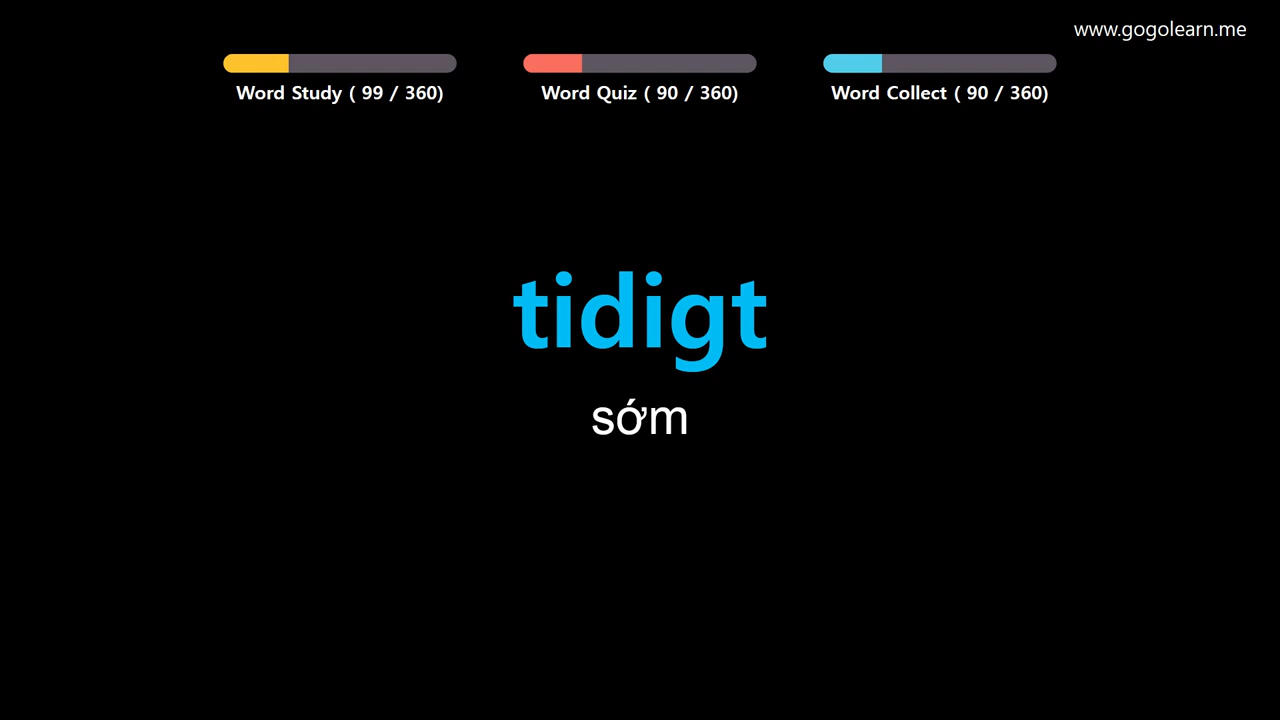 www.gogolearn.me
Word Study ( 99 / 360)
Word Quiz ( 90 / 360)
Word Collect ( 90 / 360)
tidigt
sớm